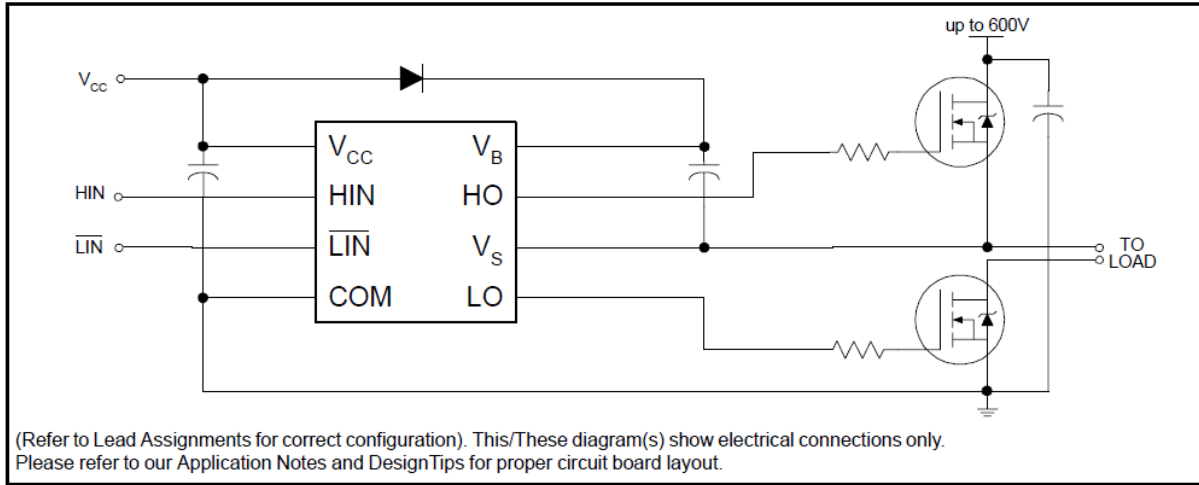 up to 600V
V_CC
V_CC V_B
HIN HIN HO
L̅I̅N̅ L̅I̅N̅ V_S TO
LOAD
COM LO
(Refer to Lead Assignments for correct configuration). This/These diagram(s) show electrical connections only.
Please refer to our Application Notes and DesignTips for proper circuit board layout.